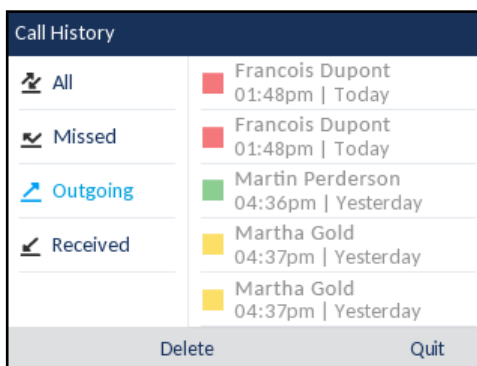 Call History
All
Missed
Outgoing
Received
Francois Dupont
01:48pm | Today
Francois Dupont
01:48pm | Today
Martin Perderson
04:36pm | Yesterday
Martha Gold
04:37pm | Yesterday
Martha Gold
04:37pm | Yesterday
Delete
Quit